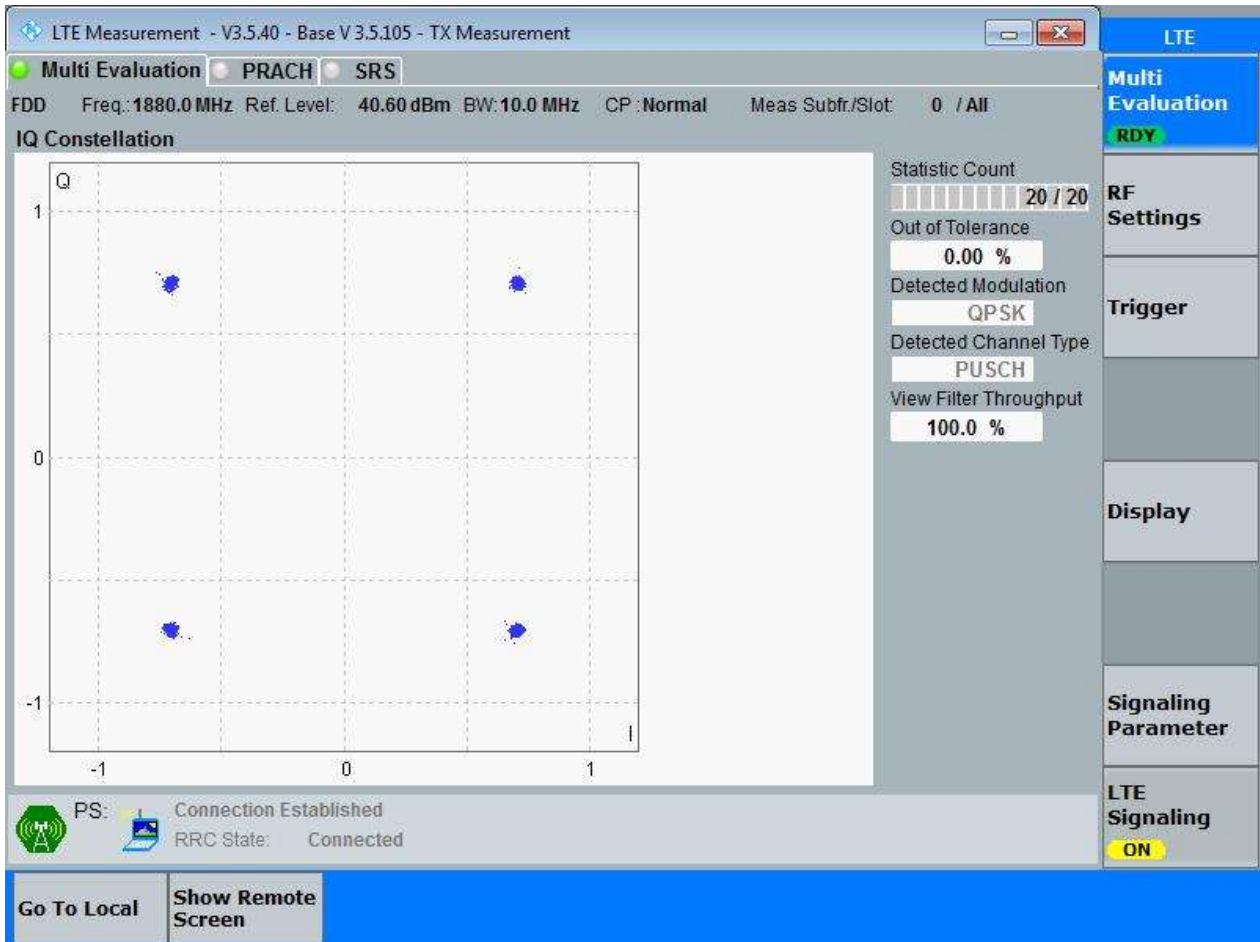 LTE Measurement - V3.5.40 - Base V 3.5.105 - TX Measurement
LTE
Multi Evaluation PRACH SRS
Multi
Evaluation
RDY
FDD Freq.: 1880.0 MHz Ref. Level: 40.60 dBm BW: 10.0 MHz CP : Normal Meas Subfr./Slot: 0 / All
IQ Constellation
Q
1
0
-1
I
-1 0 1
Statistic Count
20 / 20
Out of Tolerance
0.00 %
Detected Modulation
QPSK
Detected Channel Type
PUSCH
View Filter Throughput
100.0 %
RF
Settings
Trigger
Display
Signaling
Parameter
LTE
Signaling
ON
PS: Connection Established
RRC State: Connected
Go To Local
Show Remote
Screen